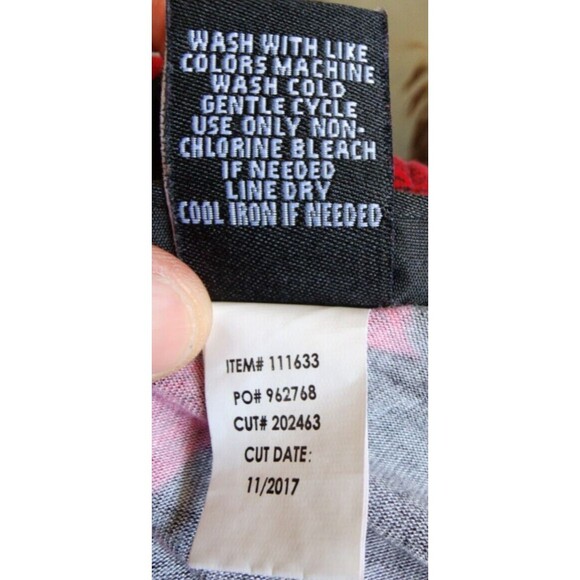 WASH WITH LIKE
COLORS MACHINE
WASH COLD
GENTLE CYCLE
USE ONLY NON-
CHLORINE BLEACH
IF NEEDED
LINE DRY
COOL IRON IF NEEDED
ITEM# 111633
PO# 962768
CUT# 202463
CUT DATE:
11/2017